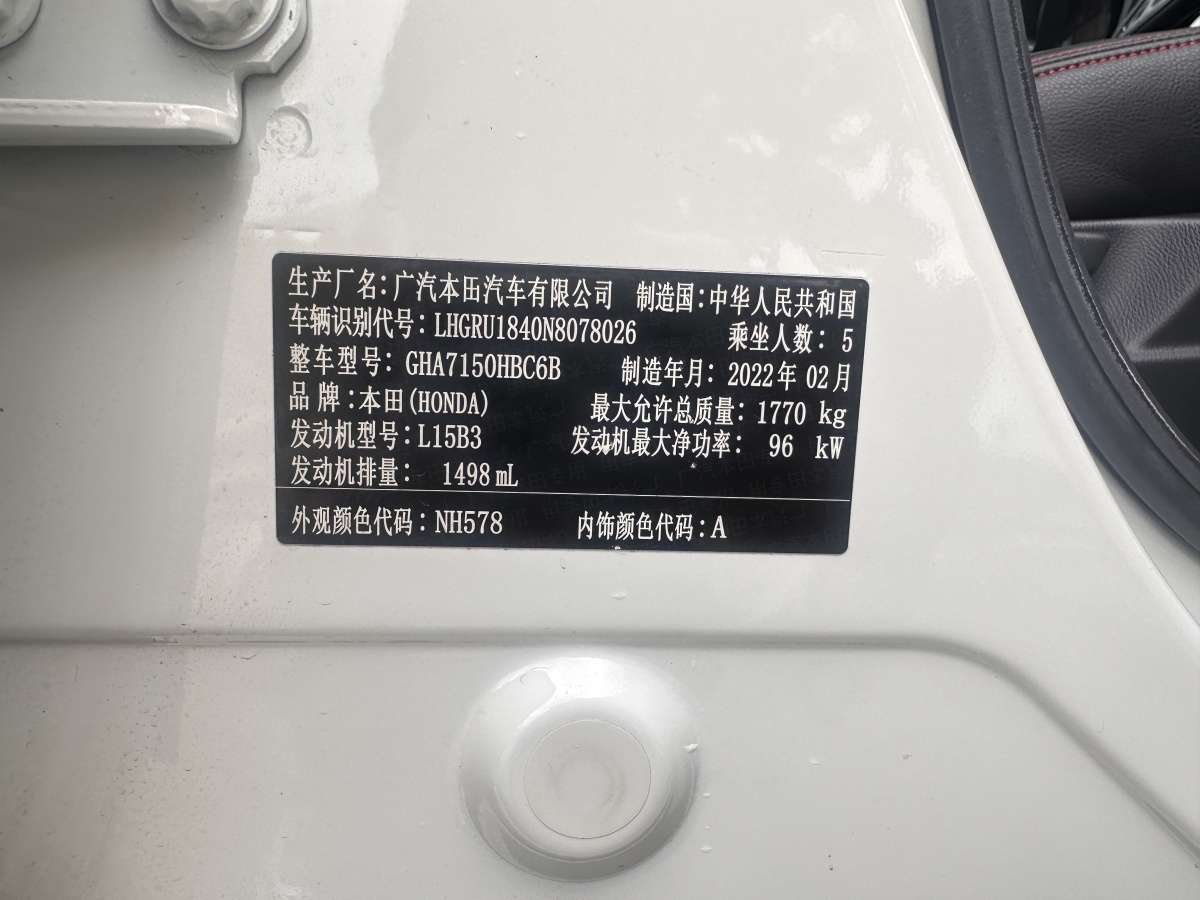 生产厂名：广汽本田汽车有限公司 制造国：中华人民共和国
车辆识别代号：LHGRU1840N8078026 乘坐人数：5
整车型号：GHA7150HBC6B 制造年月：2022年 02月
品 牌：本田(HONDA) 最大允许总质量：1770 kg
发动机型号：L15B3 发动机最大净功率：96 kW
发动机排量：1498 mL
外观颜色代码：NH578 内饰颜色代码：A